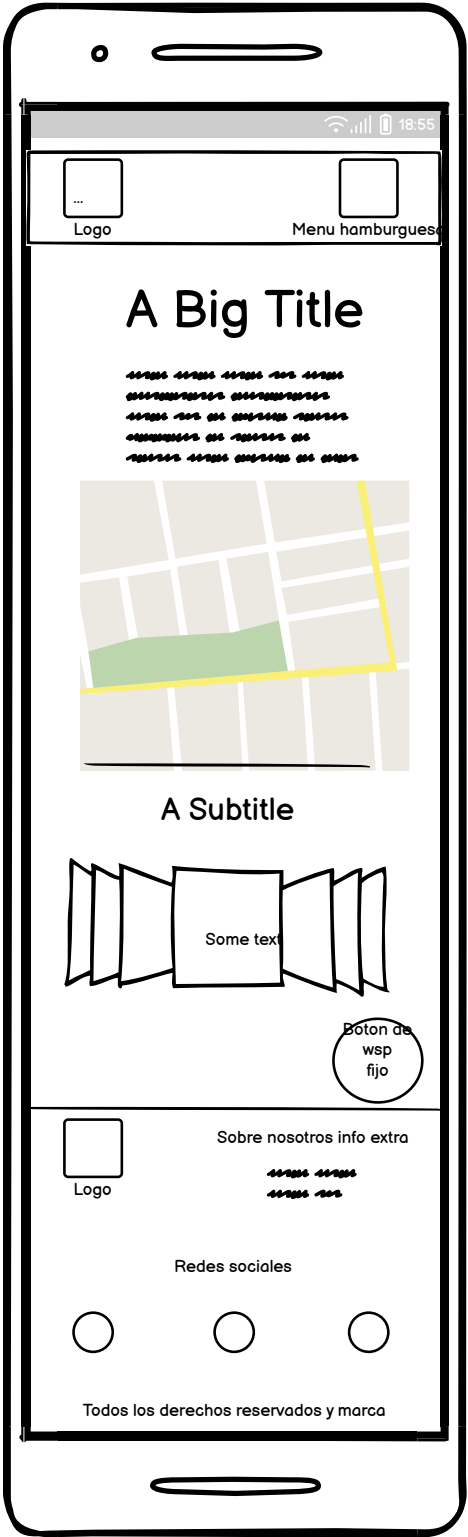 18:55
...
Logo
Menu hamburguesa
A Big Title
A Subtitle
Some text
Boton de
wsp
fijo
Sobre nosotros info extra
Logo
Redes sociales
Todos los derechos reservados y marca